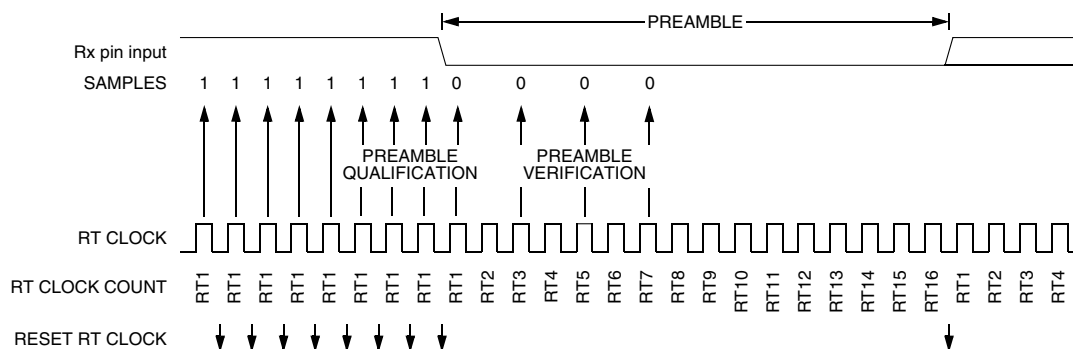 PREAMBLE
Rx pin input
SAMPLES 1 1 1 1 1 1 1 1 0 0 0 0
PREAMBLE QUALIFICATION
PREAMBLE VERIFICATION
RT CLOCK
RT CLOCK COUNT RT1 RT1 RT1 RT1 RT1 RT1 RT1 RT1 RT1 RT2 RT3 RT4 RT5 RT6 RT7 RT8 RT9 RT10 RT11 RT12 RT13 RT14 RT15 RT16 RT1 RT2 RT3 RT4
RESET RT CLOCK